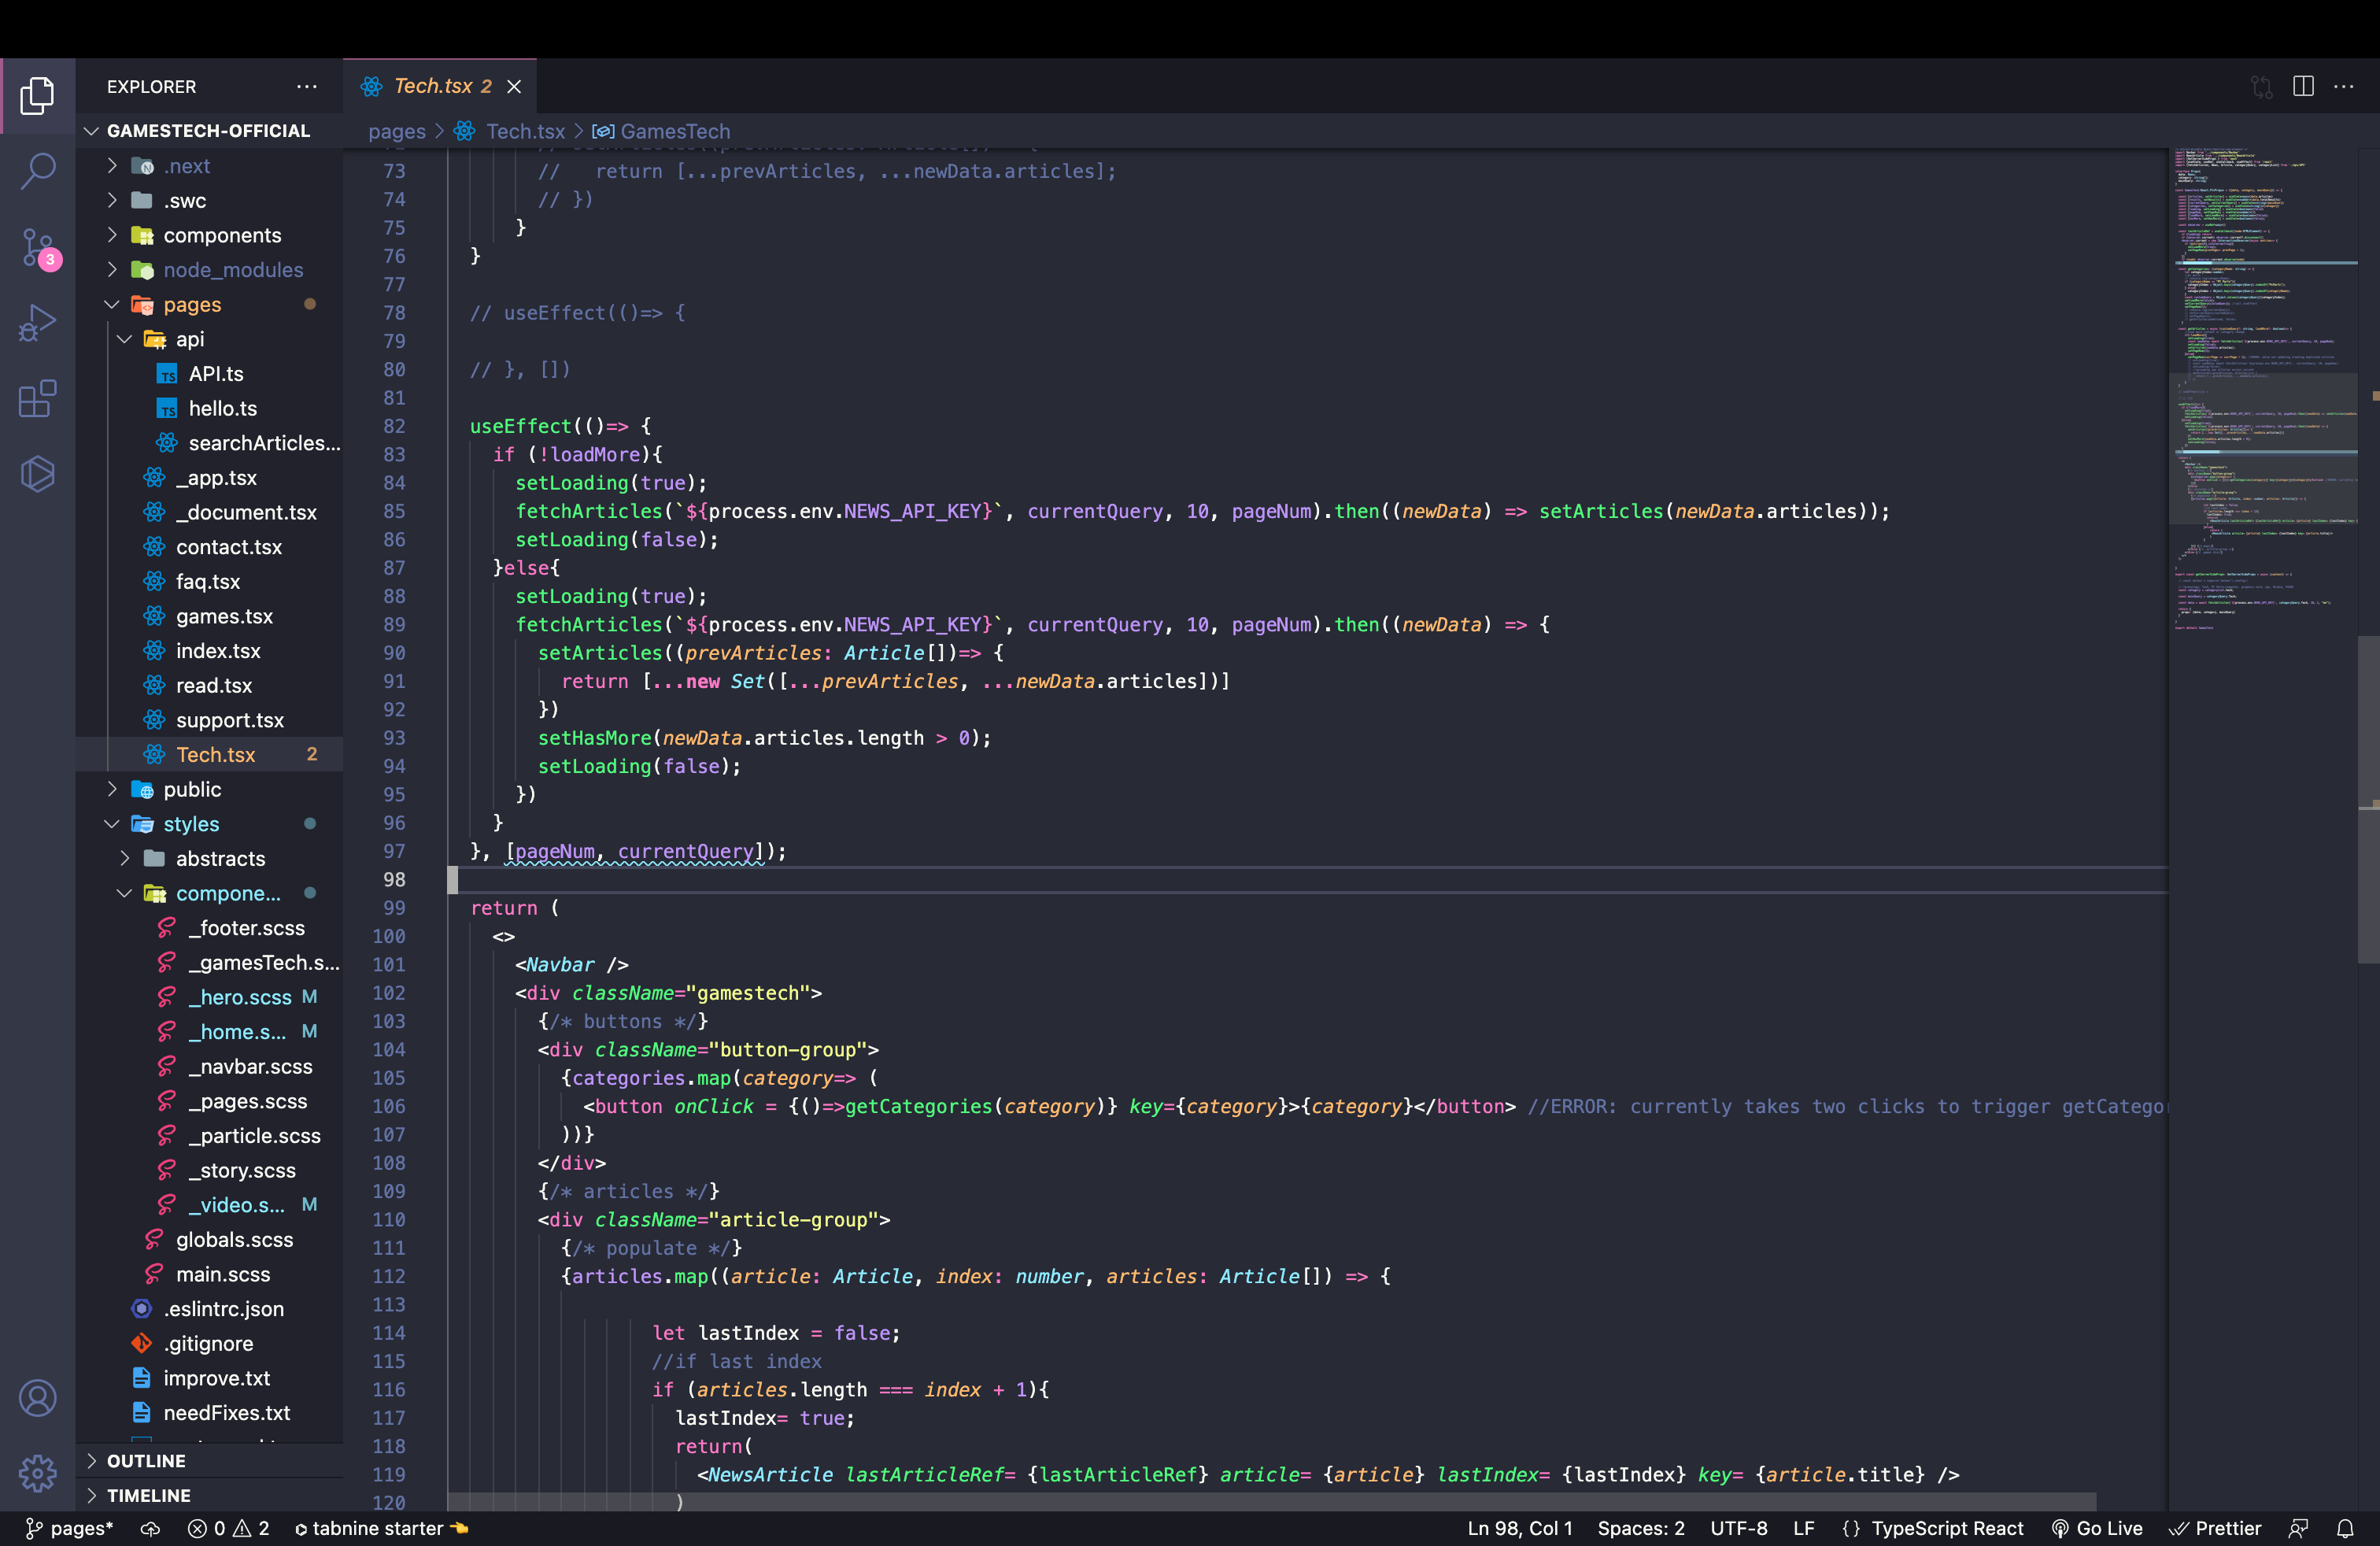 EXPLORER
GAMESTECH-OFFICIAL
.next
.swc
components
node_modules
pages
api
API.ts
hello.ts
searchArticles...
_app.tsx
_document.tsx
contact.tsx
faq.tsx
games.tsx
index.tsx
read.tsx
support.tsx
Tech.tsx 2
public
styles
abstracts
compone...
_footer.scss
_gamesTech.s...
_hero.scss M
_home.s... M
_navbar.scss
_pages.scss
_particle.scss
_story.scss
_video.s... M
globals.scss
main.scss
.eslintrc.json
.gitignore
improve.txt
needFixes.txt
OUTLINE
TIMELINE
3
Tech.tsx 2
pages > Tech.tsx > GamesTech
73 // return [...prevArticles, ...newData.articles];
74 // })
75 }
76 }
77
78 // useEffect(()=> {
79
80 // }, [])
81
82 useEffect(()=> {
83 if (!loadMore){
84 setLoading(true);
85 fetchArticles(`${process.env.NEWS_API_KEY}`, currentQuery, 10, pageNum).then((newData) => setArticles(newData.articles));
86 setLoading(false);
87 }else{
88 setLoading(true);
89 fetchArticles(`${process.env.NEWS_API_KEY}`, currentQuery, 10, pageNum).then((newData) => {
90 setArticles((prevArticles: Article[])=> {
91 return [...new Set([...prevArticles, ...newData.articles])]
92 })
93 setHasMore(newData.articles.length > 0);
94 setLoading(false);
95 })
96 }
97 }, [pageNum, currentQuery]);
98
99 return (
100 <>
101 <Navbar />
102 <div className="gamestech">
103 {/* buttons */}
104 <div className="button-group">
105 {categories.map(category=> (
106 <button onClick = {()=>getCategories(category)} key={category}>{category}</button> //ERROR: currently takes two clicks to trigger getCatego
107 ))}
108 </div>
109 {/* articles */}
110 <div className="article-group">
111 {/* populate */}
112 {articles.map((article: Article, index: number, articles: Article[]) => {
113
114 let lastIndex = false;
115 //if last index
116 if (articles.length === index + 1){
117 lastIndex= true;
118 return(
119 <NewsArticle lastArticleRef= {lastArticleRef} article= {article} lastIndex= {lastIndex} key= {article.title} />
120 )
pages* 0 2 tabnine starter Ln 98, Col 1 Spaces: 2 UTF-8 LF {} TypeScript React Go Live Prettier